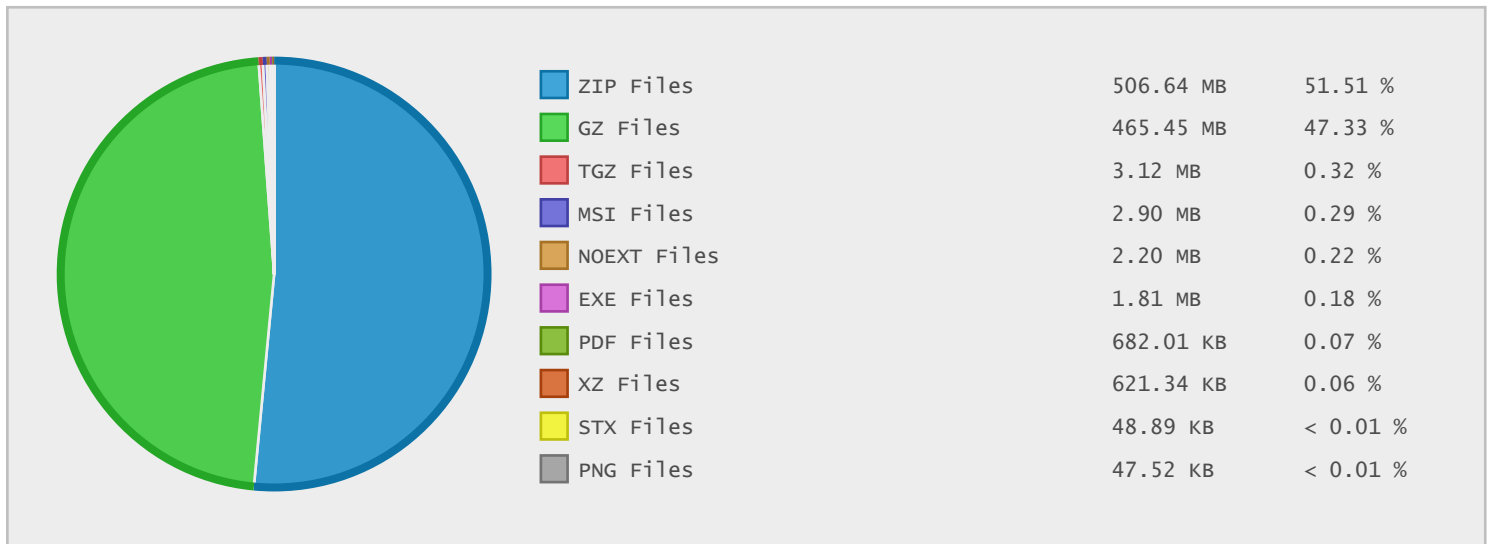 ZIP Files 506.64 MB 51.51 %
GZ Files 465.45 MB 47.33 %
TGZ Files 3.12 MB 0.32 %
MSI Files 2.90 MB 0.29 %
NOEXT Files 2.20 MB 0.22 %
EXE Files 1.81 MB 0.18 %
PDF Files 682.01 KB 0.07 %
XZ Files 621.34 KB 0.06 %
STX Files 48.89 KB < 0.01 %
PNG Files 47.52 KB < 0.01 %